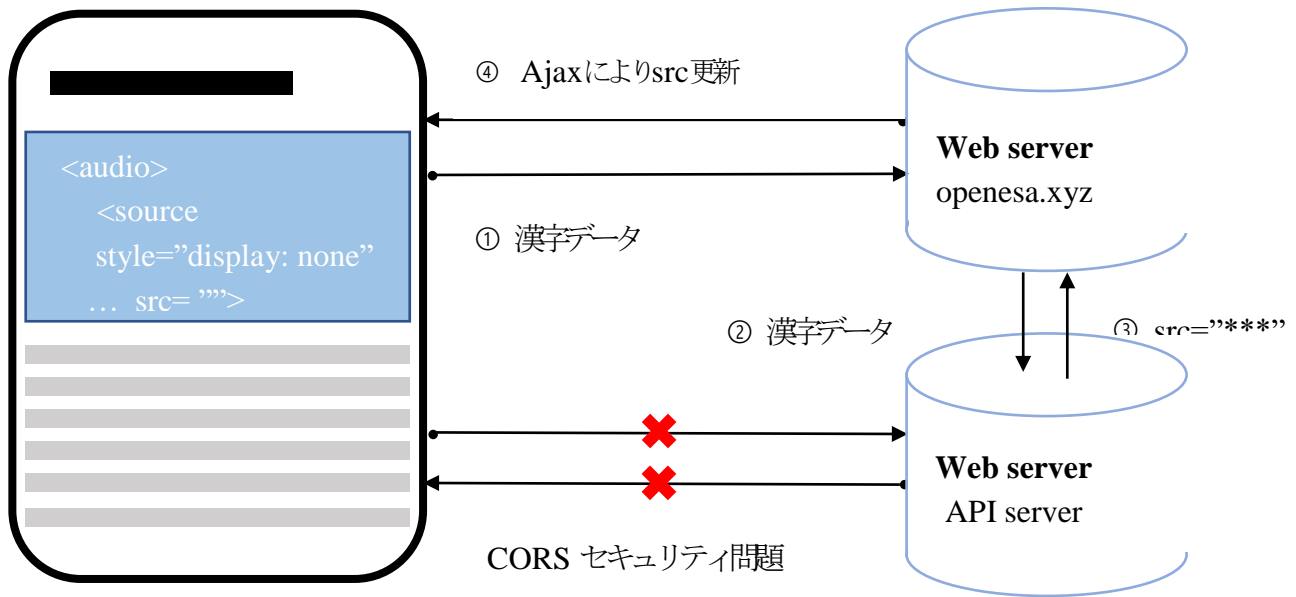 ④ Ajaxによりsrc更新
<audio>
<source
style=”display: none”
… src= ””>
Web server
openesa.xyz
① 漢字データ
② 漢字データ
③ src=”***”
Web server
API server
CORS セキュリティ問題